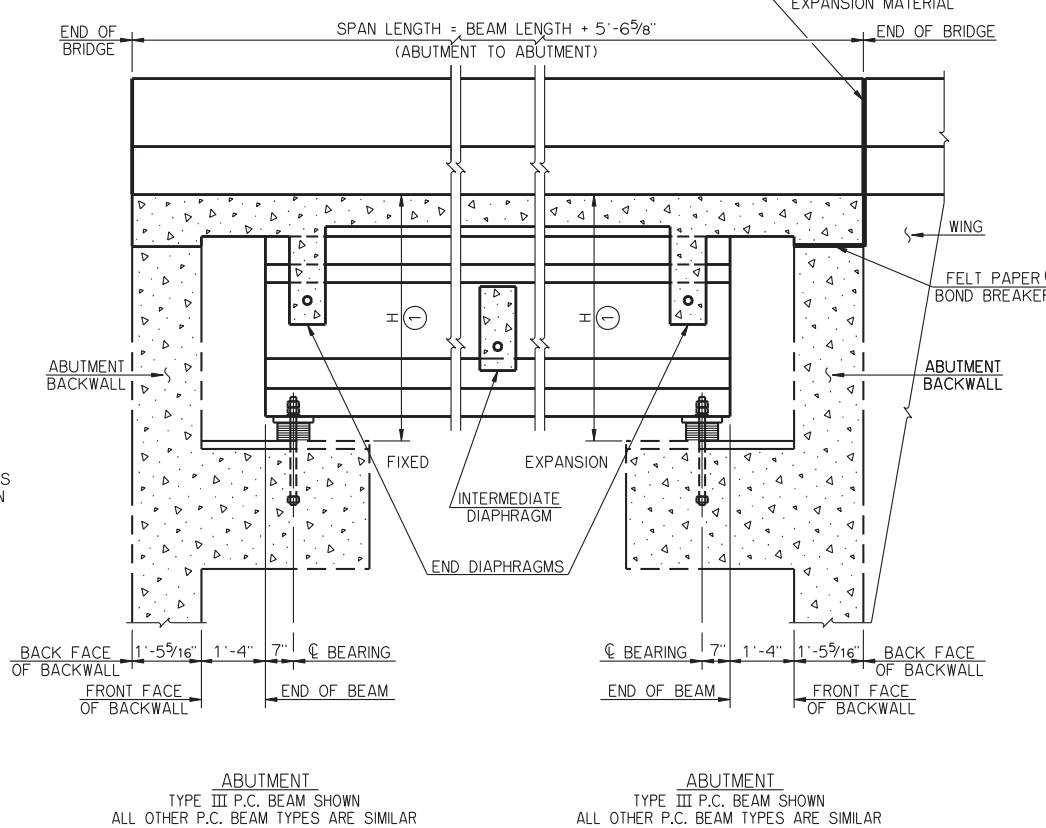 EXPANSION MATERIAL
END OF
BRIDGE
SPAN LENGTH = BEAM LENGTH + 5'-6⅝"
(ABUTMENT TO ABUTMENT)
END OF BRIDGE
WING
FELT PAPER
BOND BREAKER
H 1
H 1
ABUTMENT
BACKWALL
ABUTMENT
BACKWALL
FIXED
EXPANSION
INTERMEDIATE
DIAPHRAGM
END DIAPHRAGMS
BACK FACE
OF BACKWALL
1'-5 5/16"
1'-4"
7"
℄ BEARING
℄ BEARING
7"
1'-4"
1'-5 5/16"
BACK FACE
OF BACKWALL
FRONT FACE
OF BACKWALL
END OF BEAM
END OF BEAM
FRONT FACE
OF BACKWALL
ABUTMENT
TYPE III P.C. BEAM SHOWN
ALL OTHER P.C. BEAM TYPES ARE SIMILAR
ABUTMENT
TYPE III P.C. BEAM SHOWN
ALL OTHER P.C. BEAM TYPES ARE SIMILAR